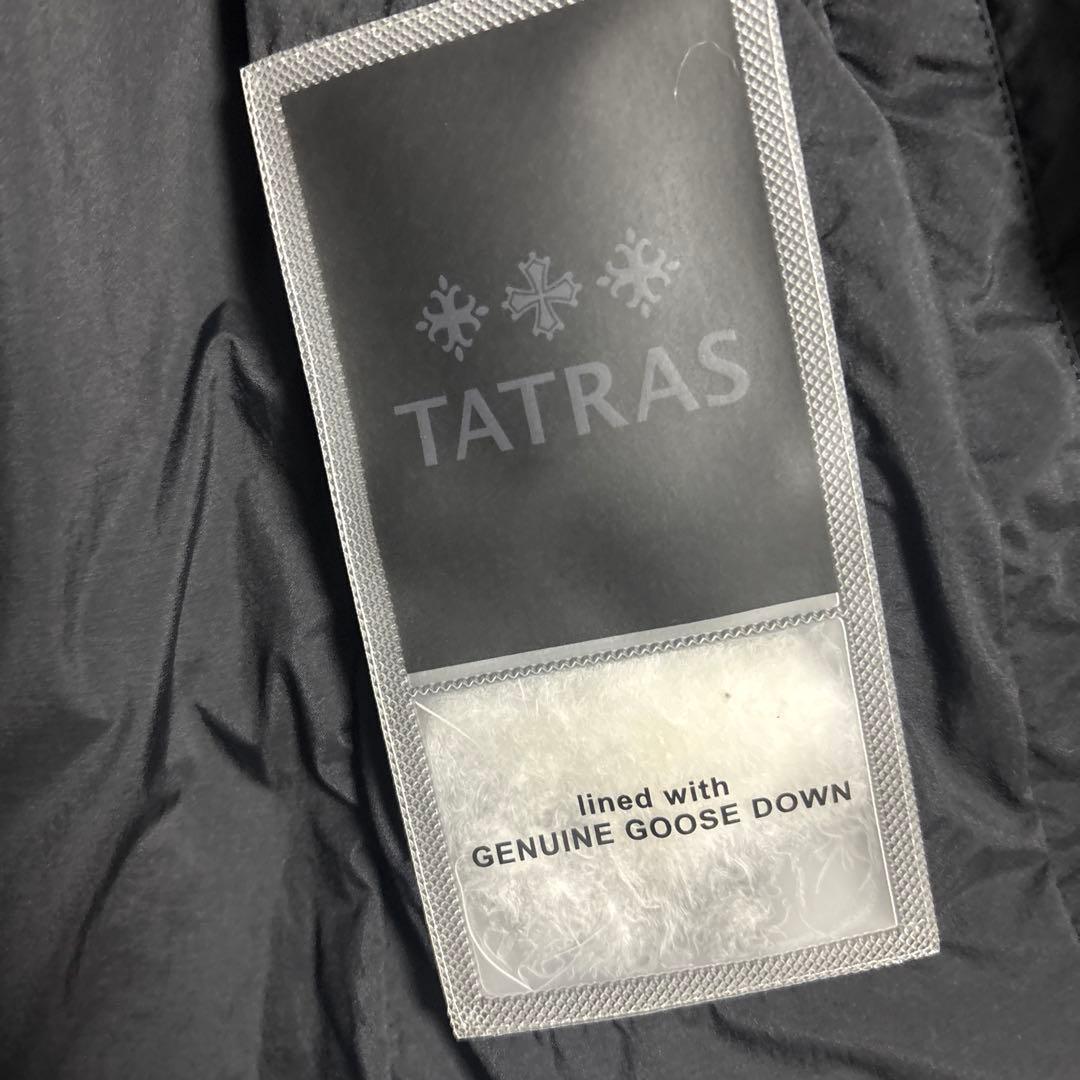 TATRAS
lined with
GENUINE GOOSE DOWN